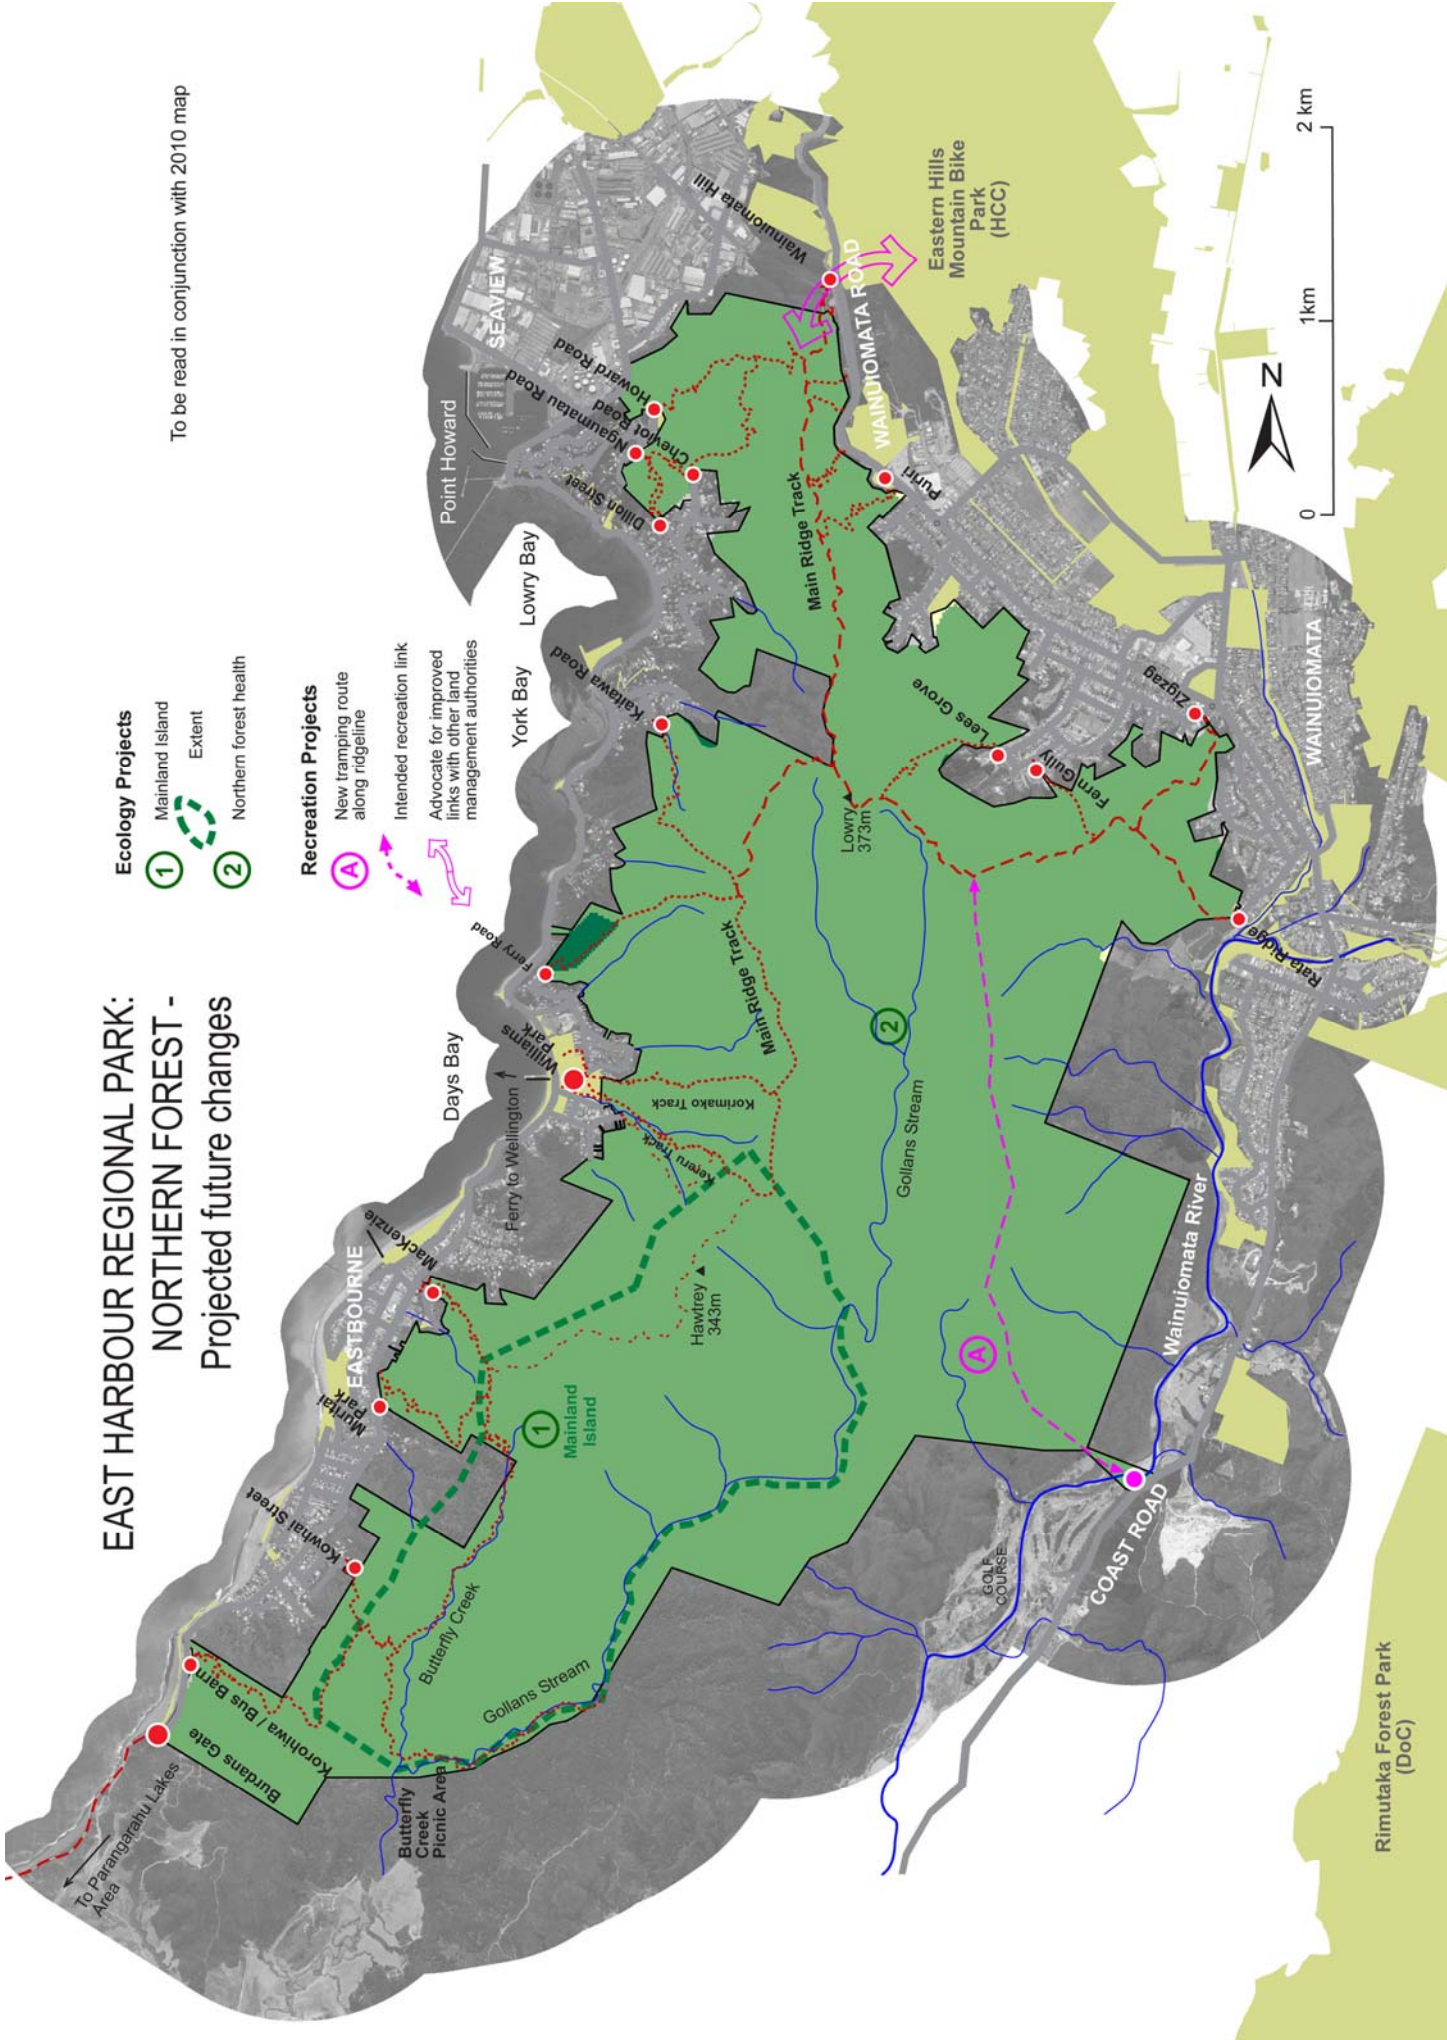 EAST HARBOUR REGIONAL PARK:
NORTHERN FOREST -
Projected future changes
To be read in conjunction with 2010 map
Ecology Projects
1
Mainland Island
Extent
2
Northern forest health
Recreation Projects
A
New tramping route
along ridgeline
Intended recreation link
Advocate for improved
links with other land
management authorities
To Parangarahu Lakes
Area
Burdans Gate
Korohiwa / Bus Barn
Kowhai Street
Muritai
Park
EASTBOURNE
MacKenzie
Days Bay
Ferry to Wellington
Williams
Park
Ferry Road
York Bay
Kaitawa Road
Lowry Bay
Point Howard
Dillon Street
Ngaumatau Road
Cheviot Road
Howard Road
SEAVIEW
Wainuiomata Hill
Butterfly
Creek
Picnic Area
Butterfly Creek
Gollans Stream
1
Mainland
Island
Hawtrey
343m
Kereru Track
Korimako Track
Main Ridge Track
2
Gollans Stream
Lowry
373m
Main Ridge Track
WAINUIOMATA ROAD
Puriri
Eastern Hills
Mountain Bike
Park
(HCC)
Lees Grove
Fern Gully
Zigzag
Rata Ridge
WAINUIOMATA
A
Wainuiomata River
GOLF
COURSE
COAST ROAD
Rimutaka Forest Park
(DoC)
N
0
1km
2 km